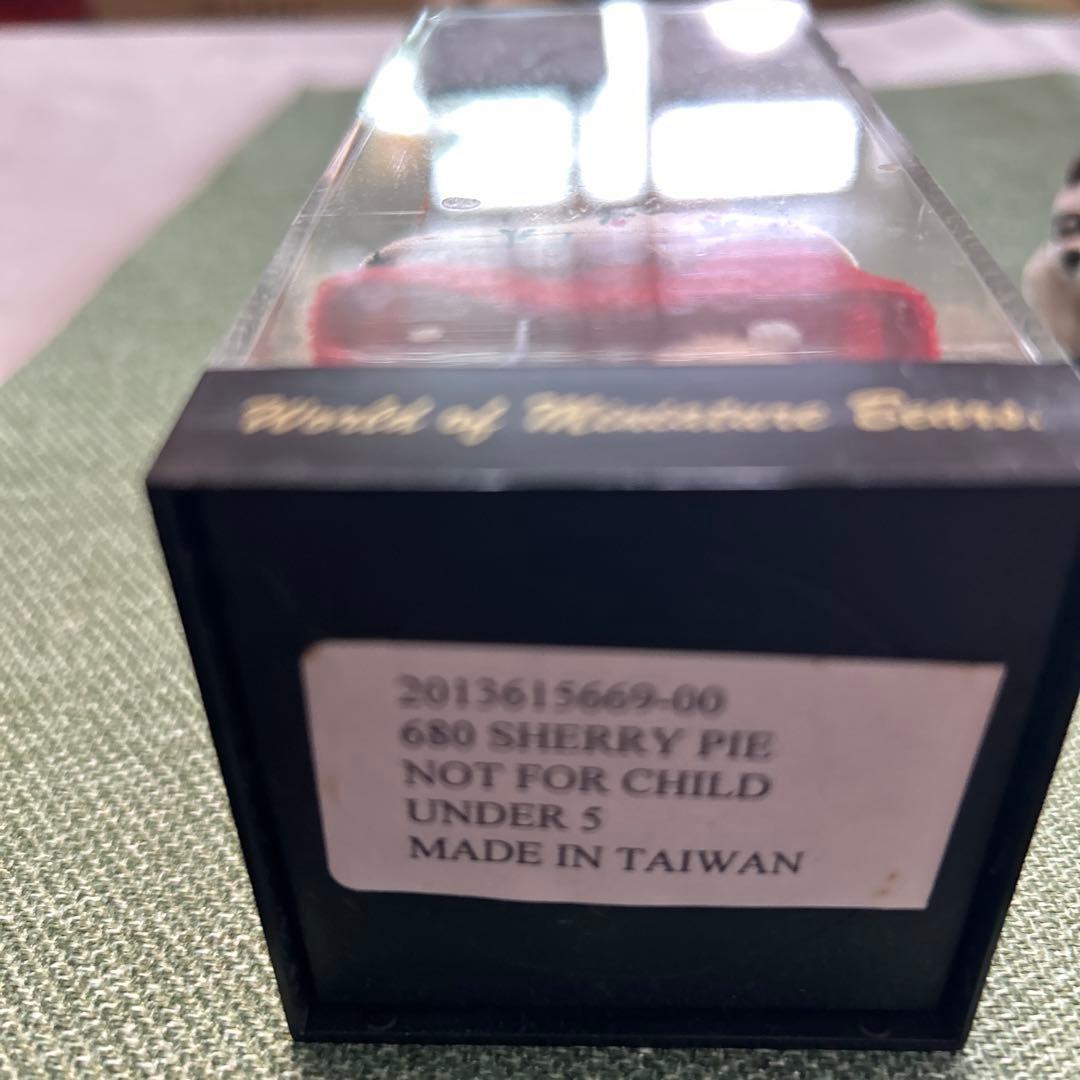 World of Miniature Bears.
2013615669-00
680 SHERRY PIE
NOT FOR CHILD
UNDER 5
MADE IN TAIWAN